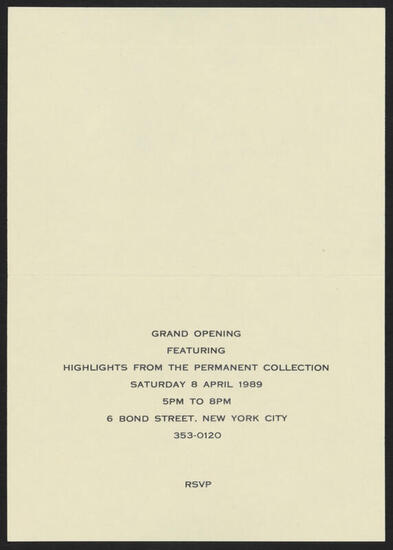 GRAND OPENING
FEATURING
HIGHLIGHTS FROM THE PERMANENT COLLECTION
SATURDAY 8 APRIL 1989
5PM TO 8PM
6 BOND STREET, NEW YORK CITY
353-0120
RSVP